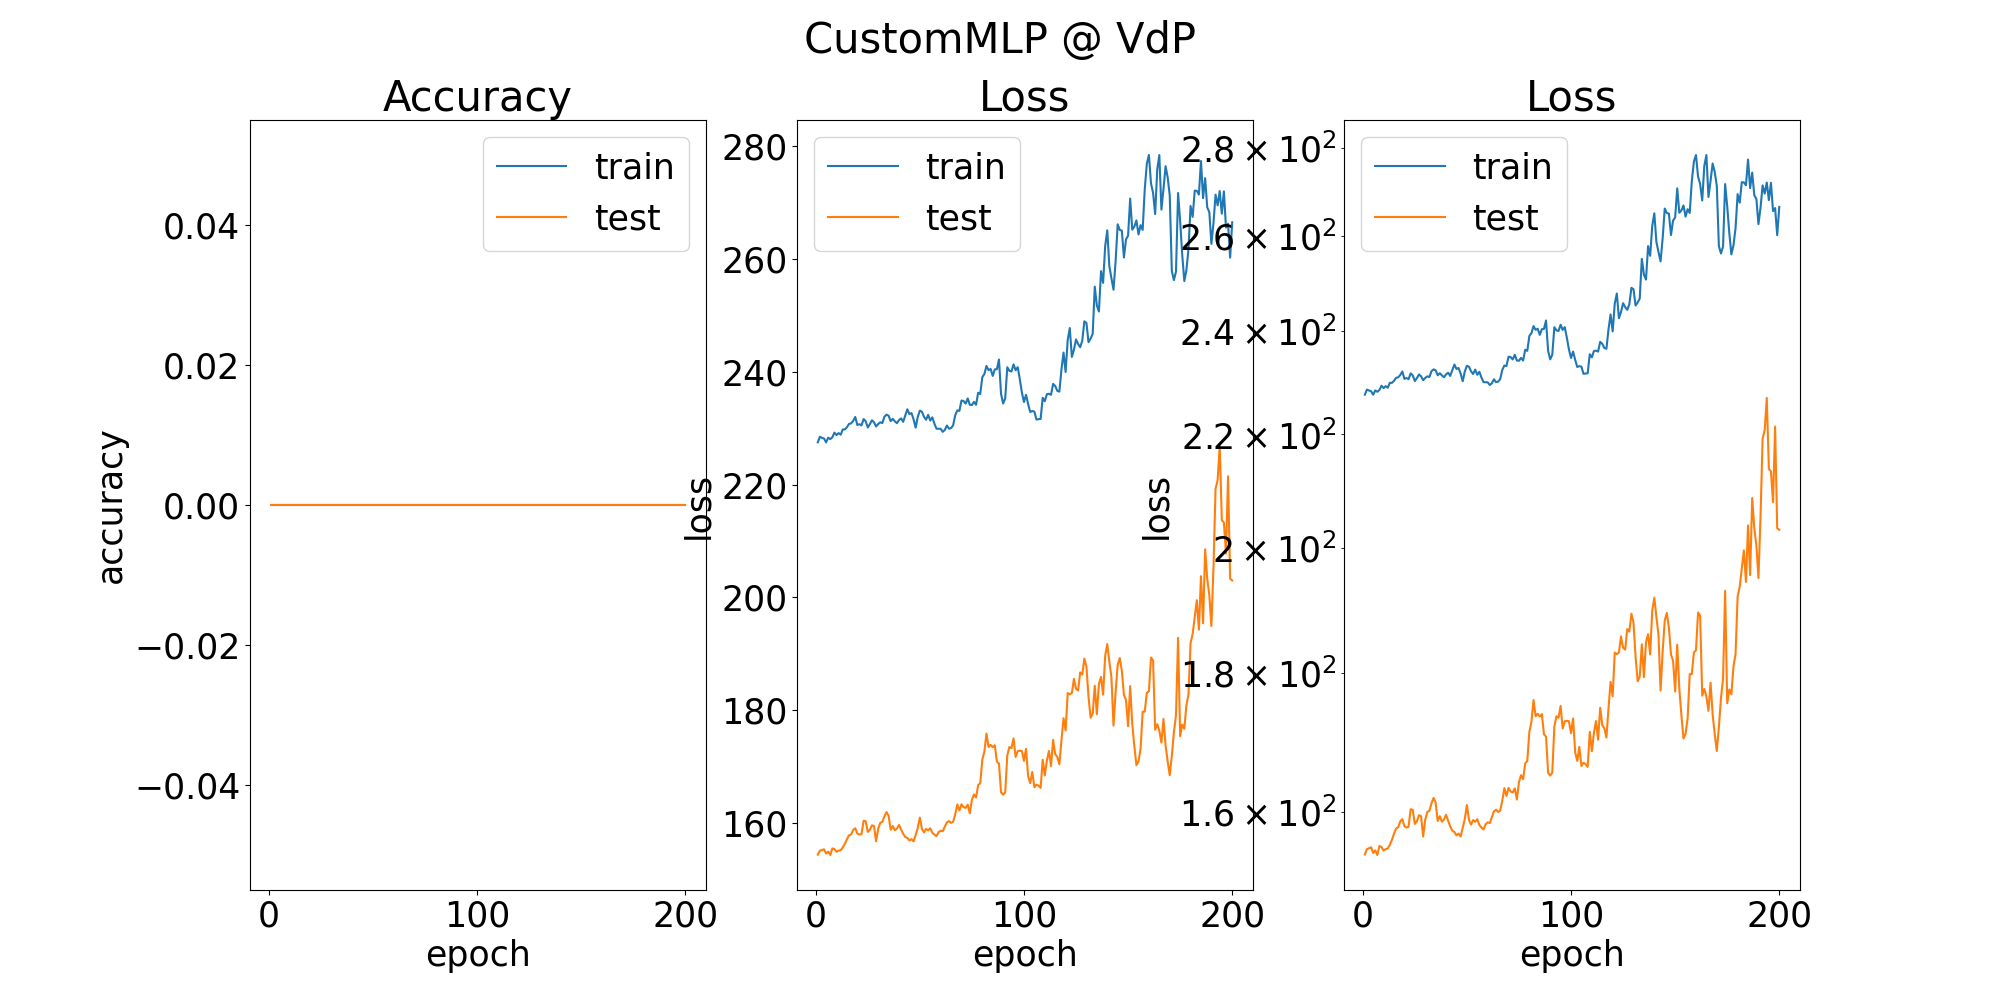 CustomMLP @ VdP
Accuracy
accuracy
0.04
0.02
0.00
−0.02
−0.04
0
100
200
epoch
train
test
Loss
loss
280
260
240
220
200
180
160
0
100
200
epoch
train
test
Loss
loss
2.8 × 10²
2.6 × 10²
2.4 × 10²
2.2 × 10²
2 × 10²
1.8 × 10²
1.6 × 10²
0
100
200
epoch
train
test